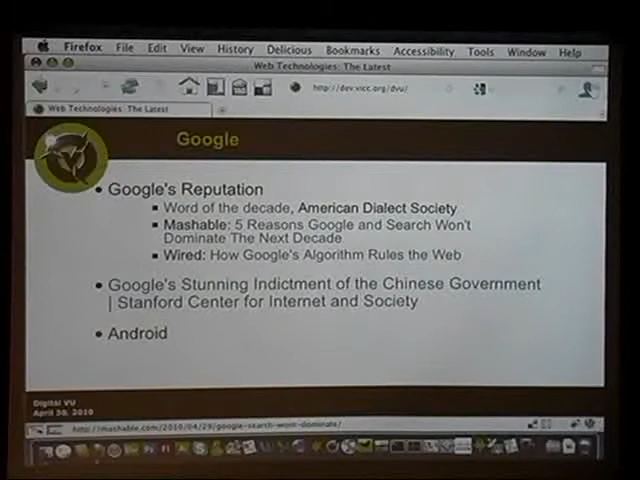 Firefox File Edit View History Delicious Bookmarks Accessibility Tools Window Help
Web Technologies: The Latest
http://dev.vicc.org/dvu/
Web Technologies: The Latest
Google
• Google's Reputation
▪ Word of the decade, American Dialect Society
▪ Mashable: 5 Reasons Google and Search Won't
Dominate The Next Decade
▪ Wired: How Google's Algorithm Rules the Web
• Google's Stunning Indictment of the Chinese Government
| Stanford Center for Internet and Society
• Android
Digital VU
April 30, 2010
http://mashable.com/2010/04/29/google-search-wont-dominate/